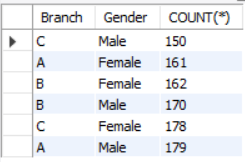 Branch Gender COUNT(*)
C Male 150
A Female 161
B Female 162
B Male 170
C Female 178
A Male 179